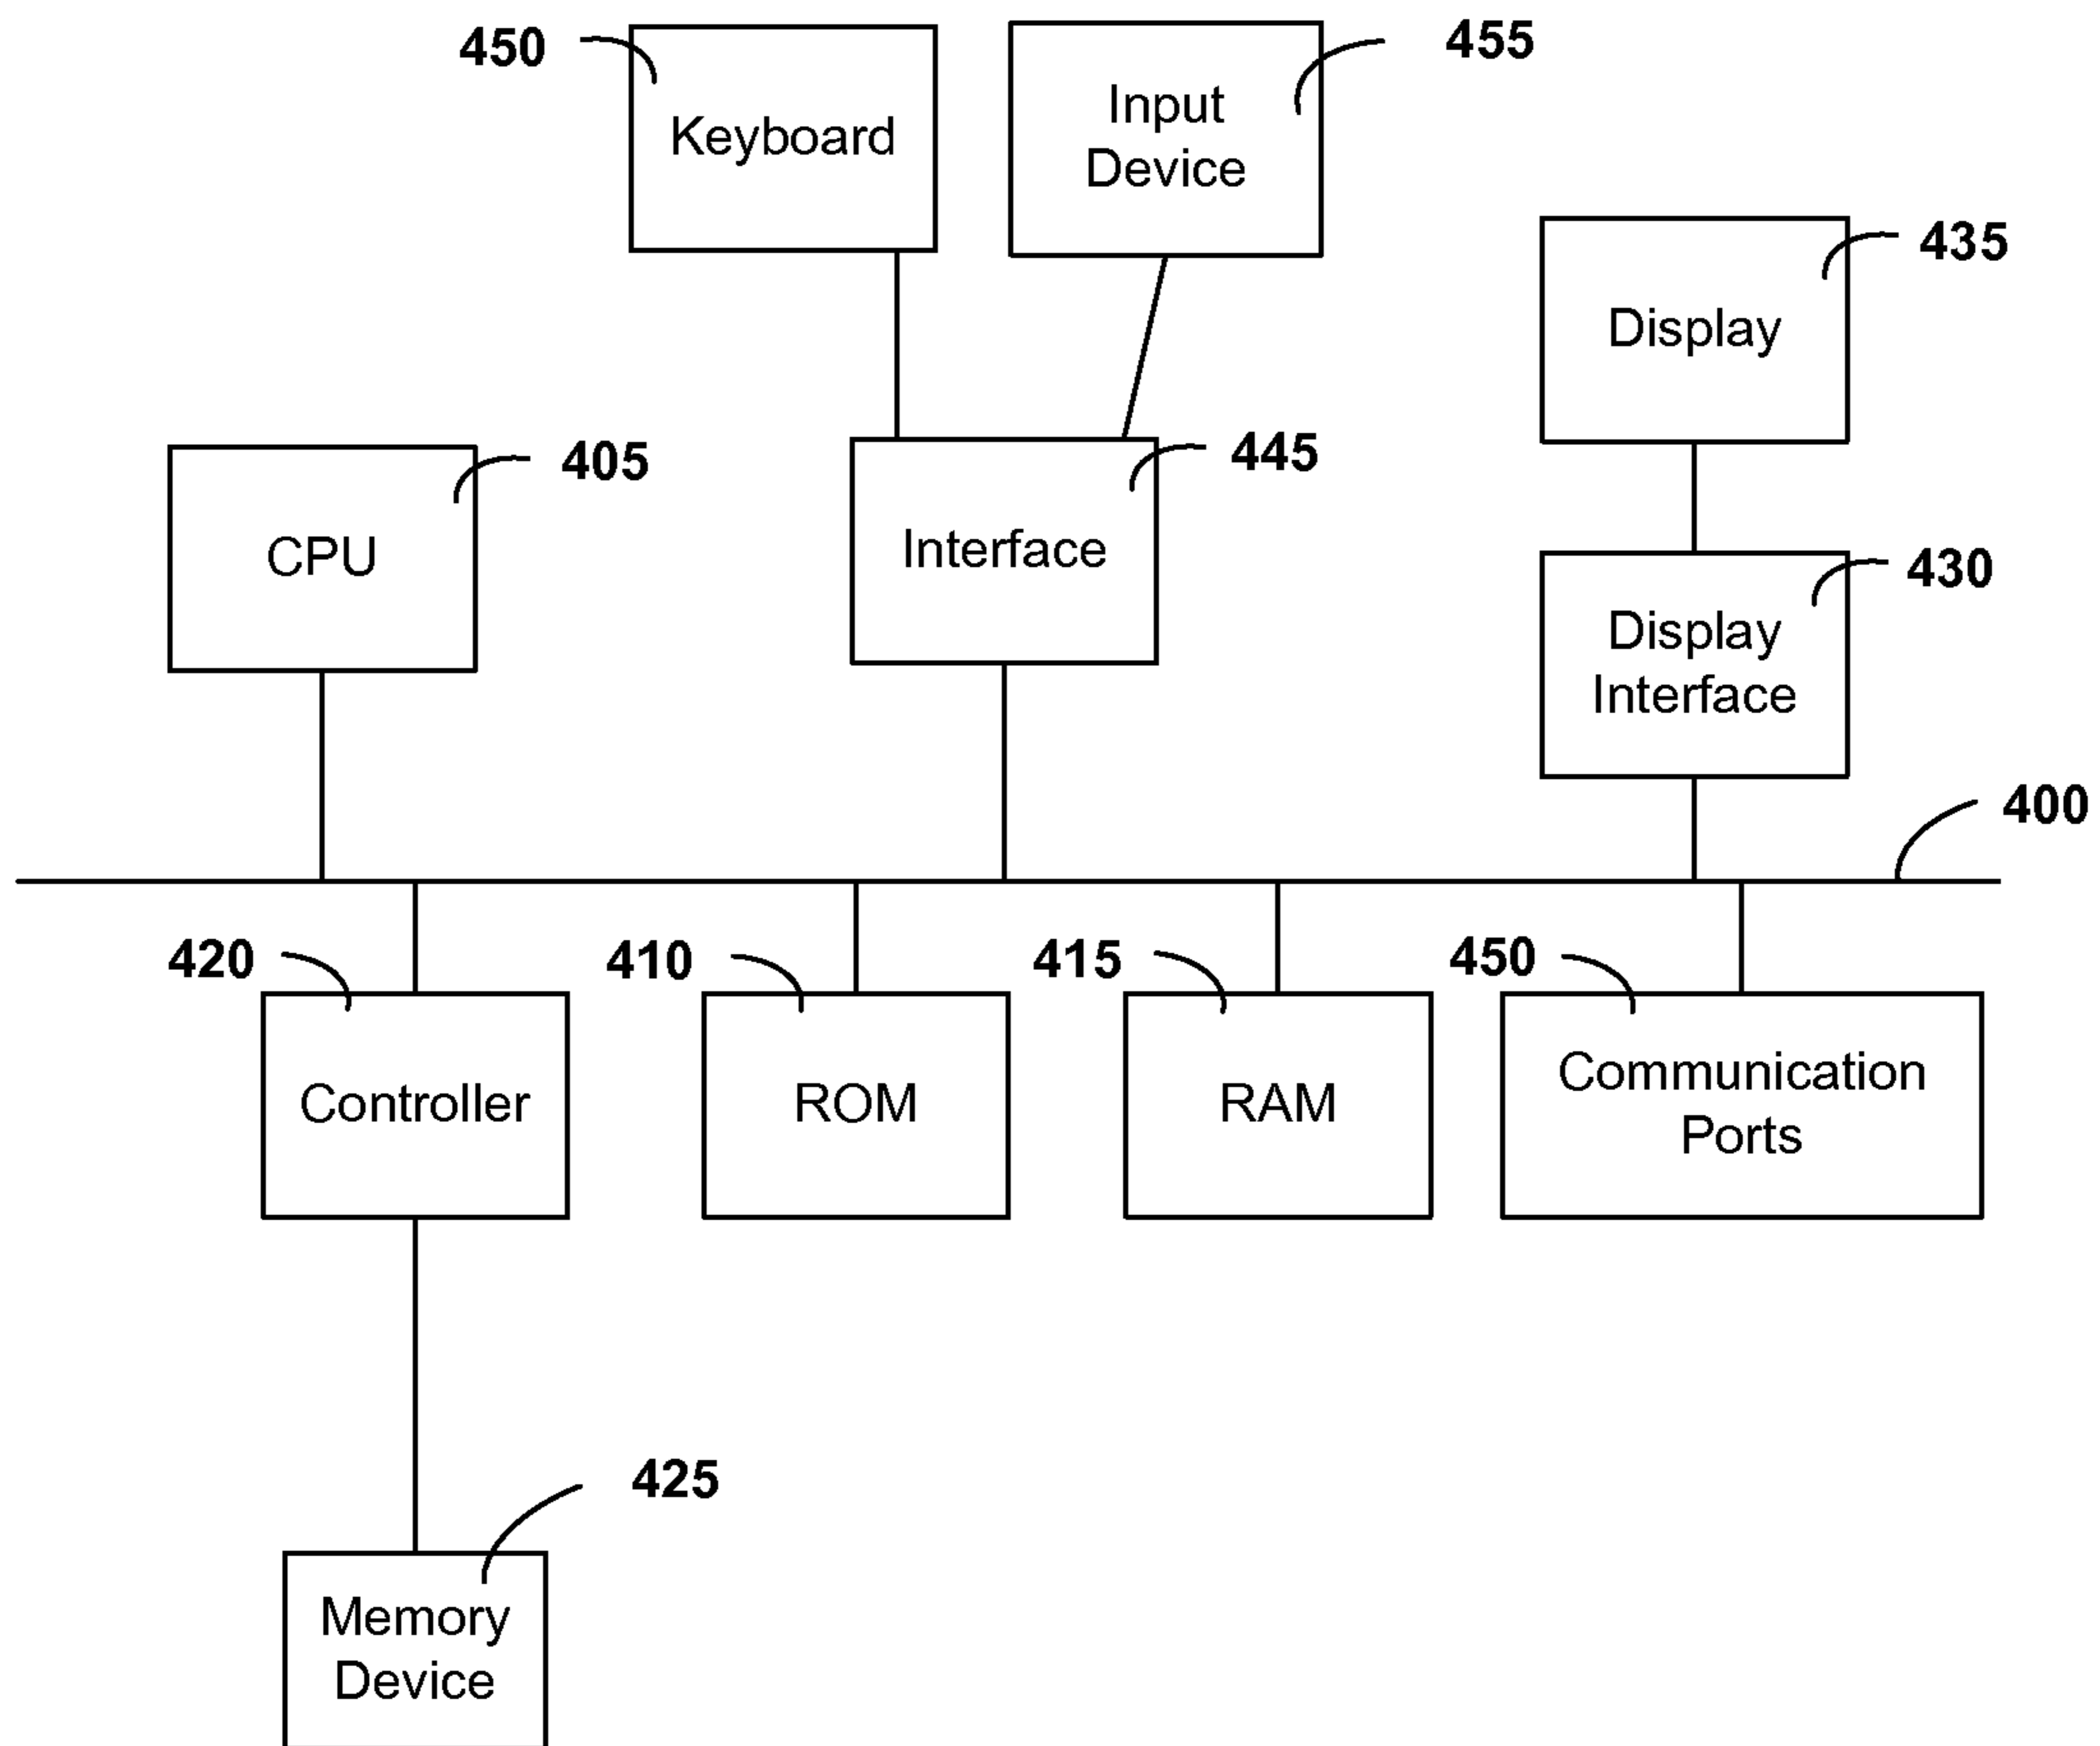 450
Keyboard
Input
Device
455
Display
435
CPU
405
Interface
445
Display
Interface
430
400
420
Controller
410
ROM
415
RAM
450
Communication
Ports
425
Memory
Device